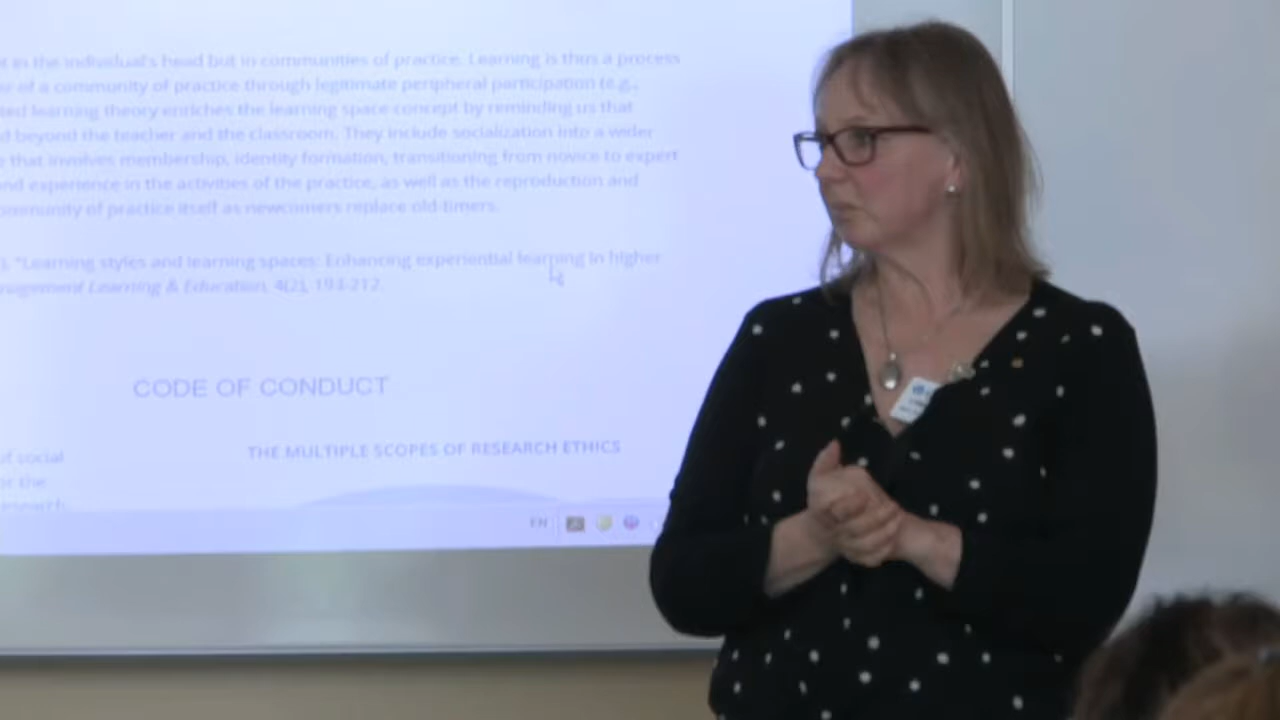 in the individual's head but in communities of practice. Learning is thus a process
of a community of practice through legitimate peripheral participation (e.g.,
ted learning theory enriches the learning space concept by reminding us that
d beyond the teacher and the classroom. They include socialization into a wider
that involves membership, identity formation, transitioning from novice to expert
nd experience in the activities of the practice, as well as the reproduction and
ommunity of practice itself as newcomers replace old-timers.
). "Learning styles and learning spaces: Enhancing experiential learning in higher
nagement Learning & Education, 4(2), 193-212.
CODE OF CONDUCT
THE MULTIPLE SCOPES OF RESEARCH ETHICS
of social
or the
research
EN